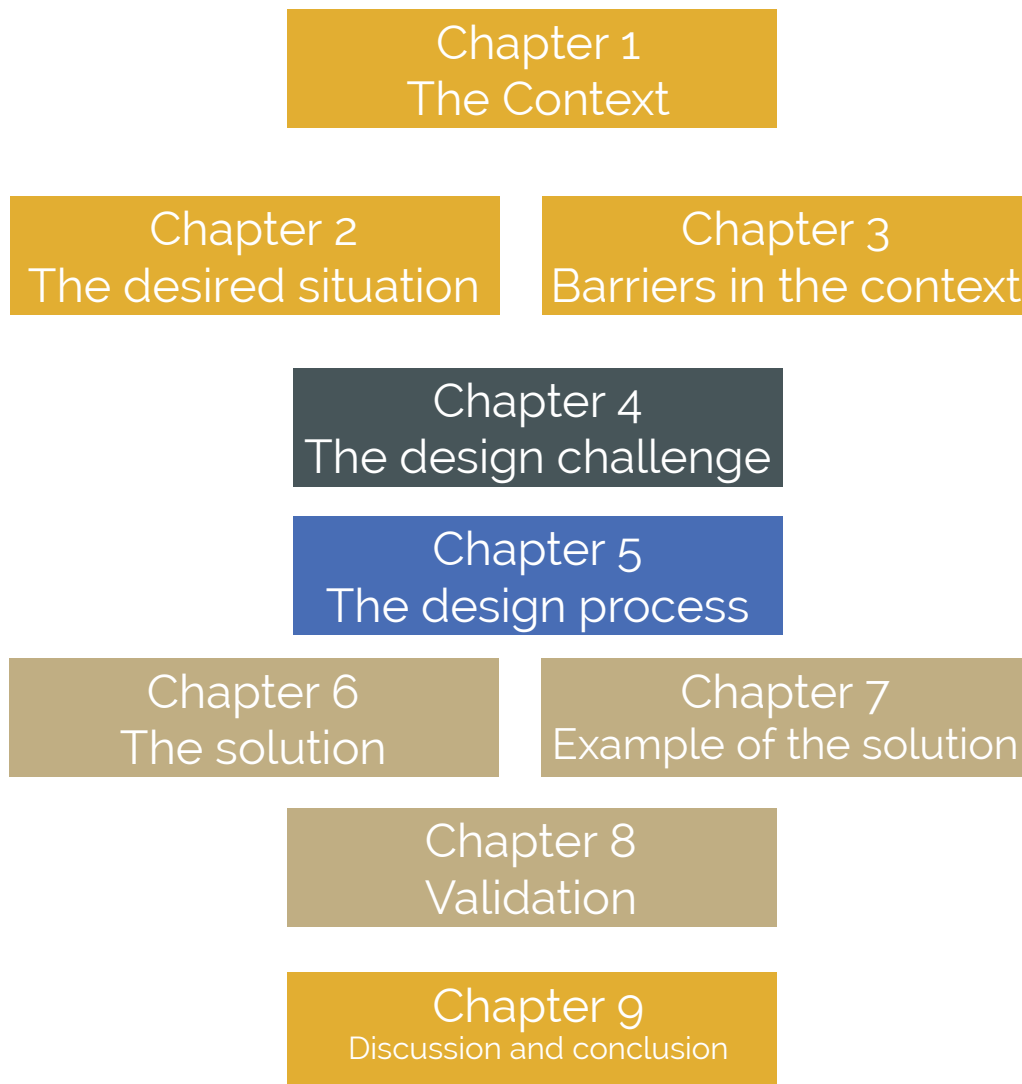 Chapter 1
The Context
Chapter 2
The desired situation
Chapter 3
Barriers in the context
Chapter 4
The design challenge
Chapter 5
The design process
Chapter 6
The solution
Chapter 7
Example of the solution
Chapter 8
Validation
Chapter 9
Discussion and conclusion